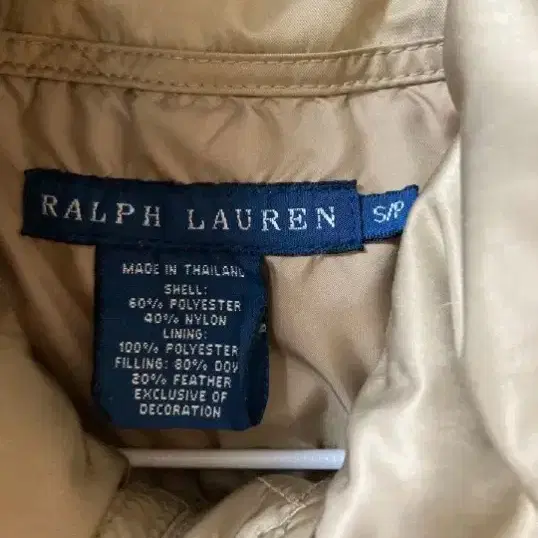 RALPH LAUREN
S/P
MADE IN THAILAND
SHELL:
60% POLYESTER
40% NYLON
LINING:
100% POLYESTER
FILLING: 80% DOW
20% FEATHER
EXCLUSIVE OF
DECORATION